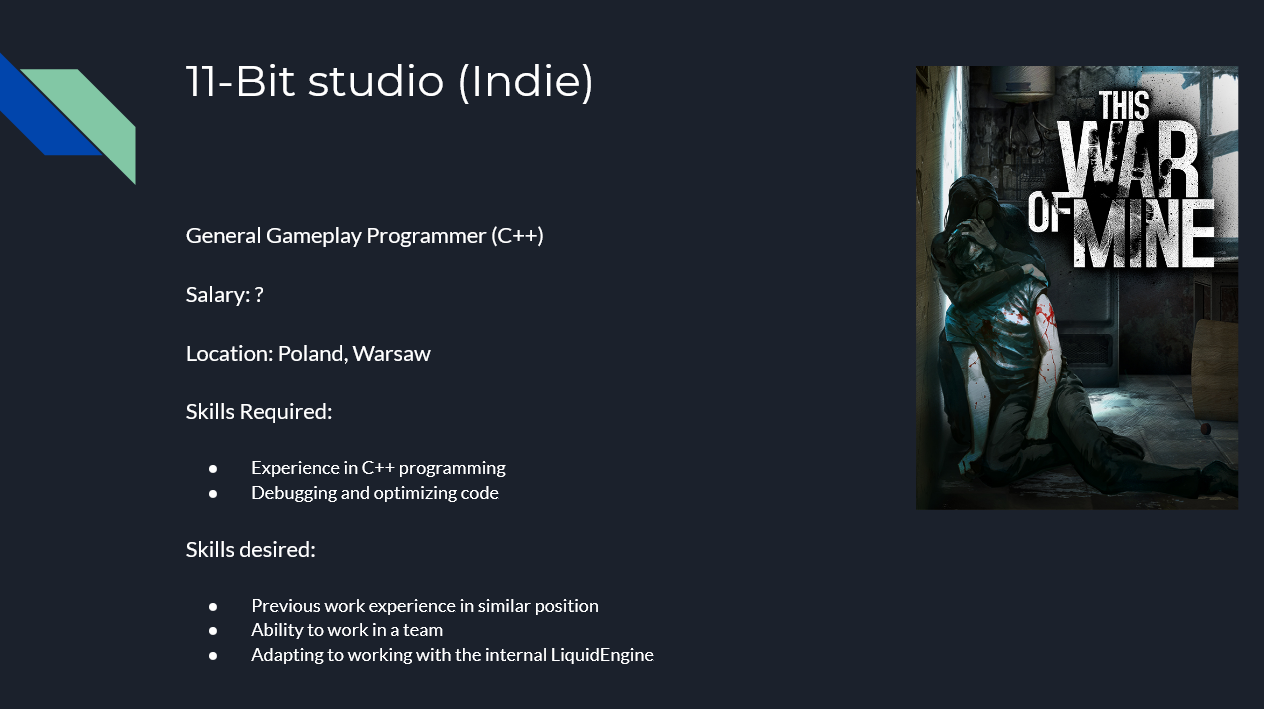 11-Bit studio (Indie)
General Gameplay Programmer (C++)
Salary: ?
Location: Poland, Warsaw
Skills Required:
● Experience in C++ programming
● Debugging and optimizing code
Skills desired:
● Previous work experience in similar position
● Ability to work in a team
● Adapting to working with the internal LiquidEngine
THIS
WAR
OF MINE